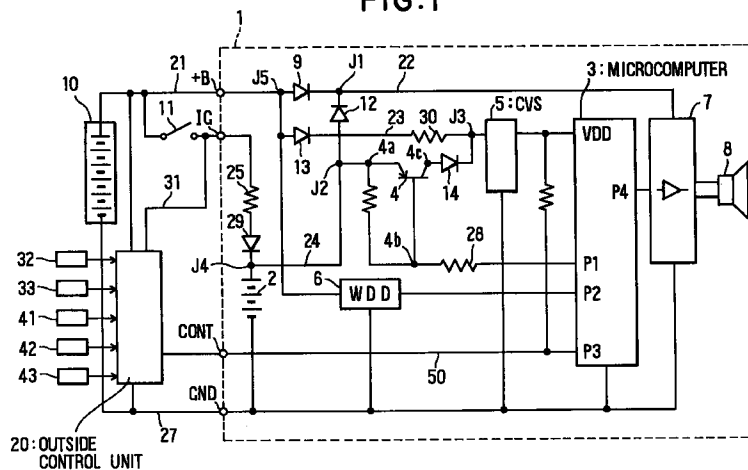 FIG.1
1
21
+B
J5
9
J1
22
3:MICROCOMPUTER
10
11
IG
12
23
30
J3
5:CVS
7
8
VDD
13
4a
4c
J2
4
14
P4
25
31
29
24
4b
28
J4
2
6
WDD
P1
P2
P3
32
33
41
42
43
CONT
50
GND
27
20:OUTSIDE
CONTROL UNIT